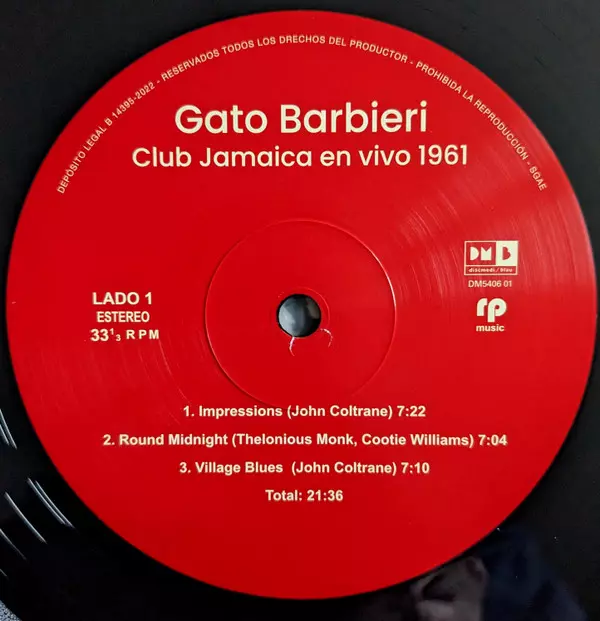 DEPÓSITO LEGAL B 14395-2022 - RESERVADOS TODOS LOS DRECHOS DEL PRODUCTOR - PROHIBIDA LA REPRODUCCIÓN - SGAE
Gato Barbieri
Club Jamaica en vivo 1961
DM B
discmedi/blau
DM5406 01
LADO 1
ESTEREO
33¹₃ RPM
rp
music
1. Impressions (John Coltrane) 7:22
2. Round Midnight (Thelonious Monk, Cootie Williams) 7:04
3. Village Blues (John Coltrane) 7:10
Total: 21:36